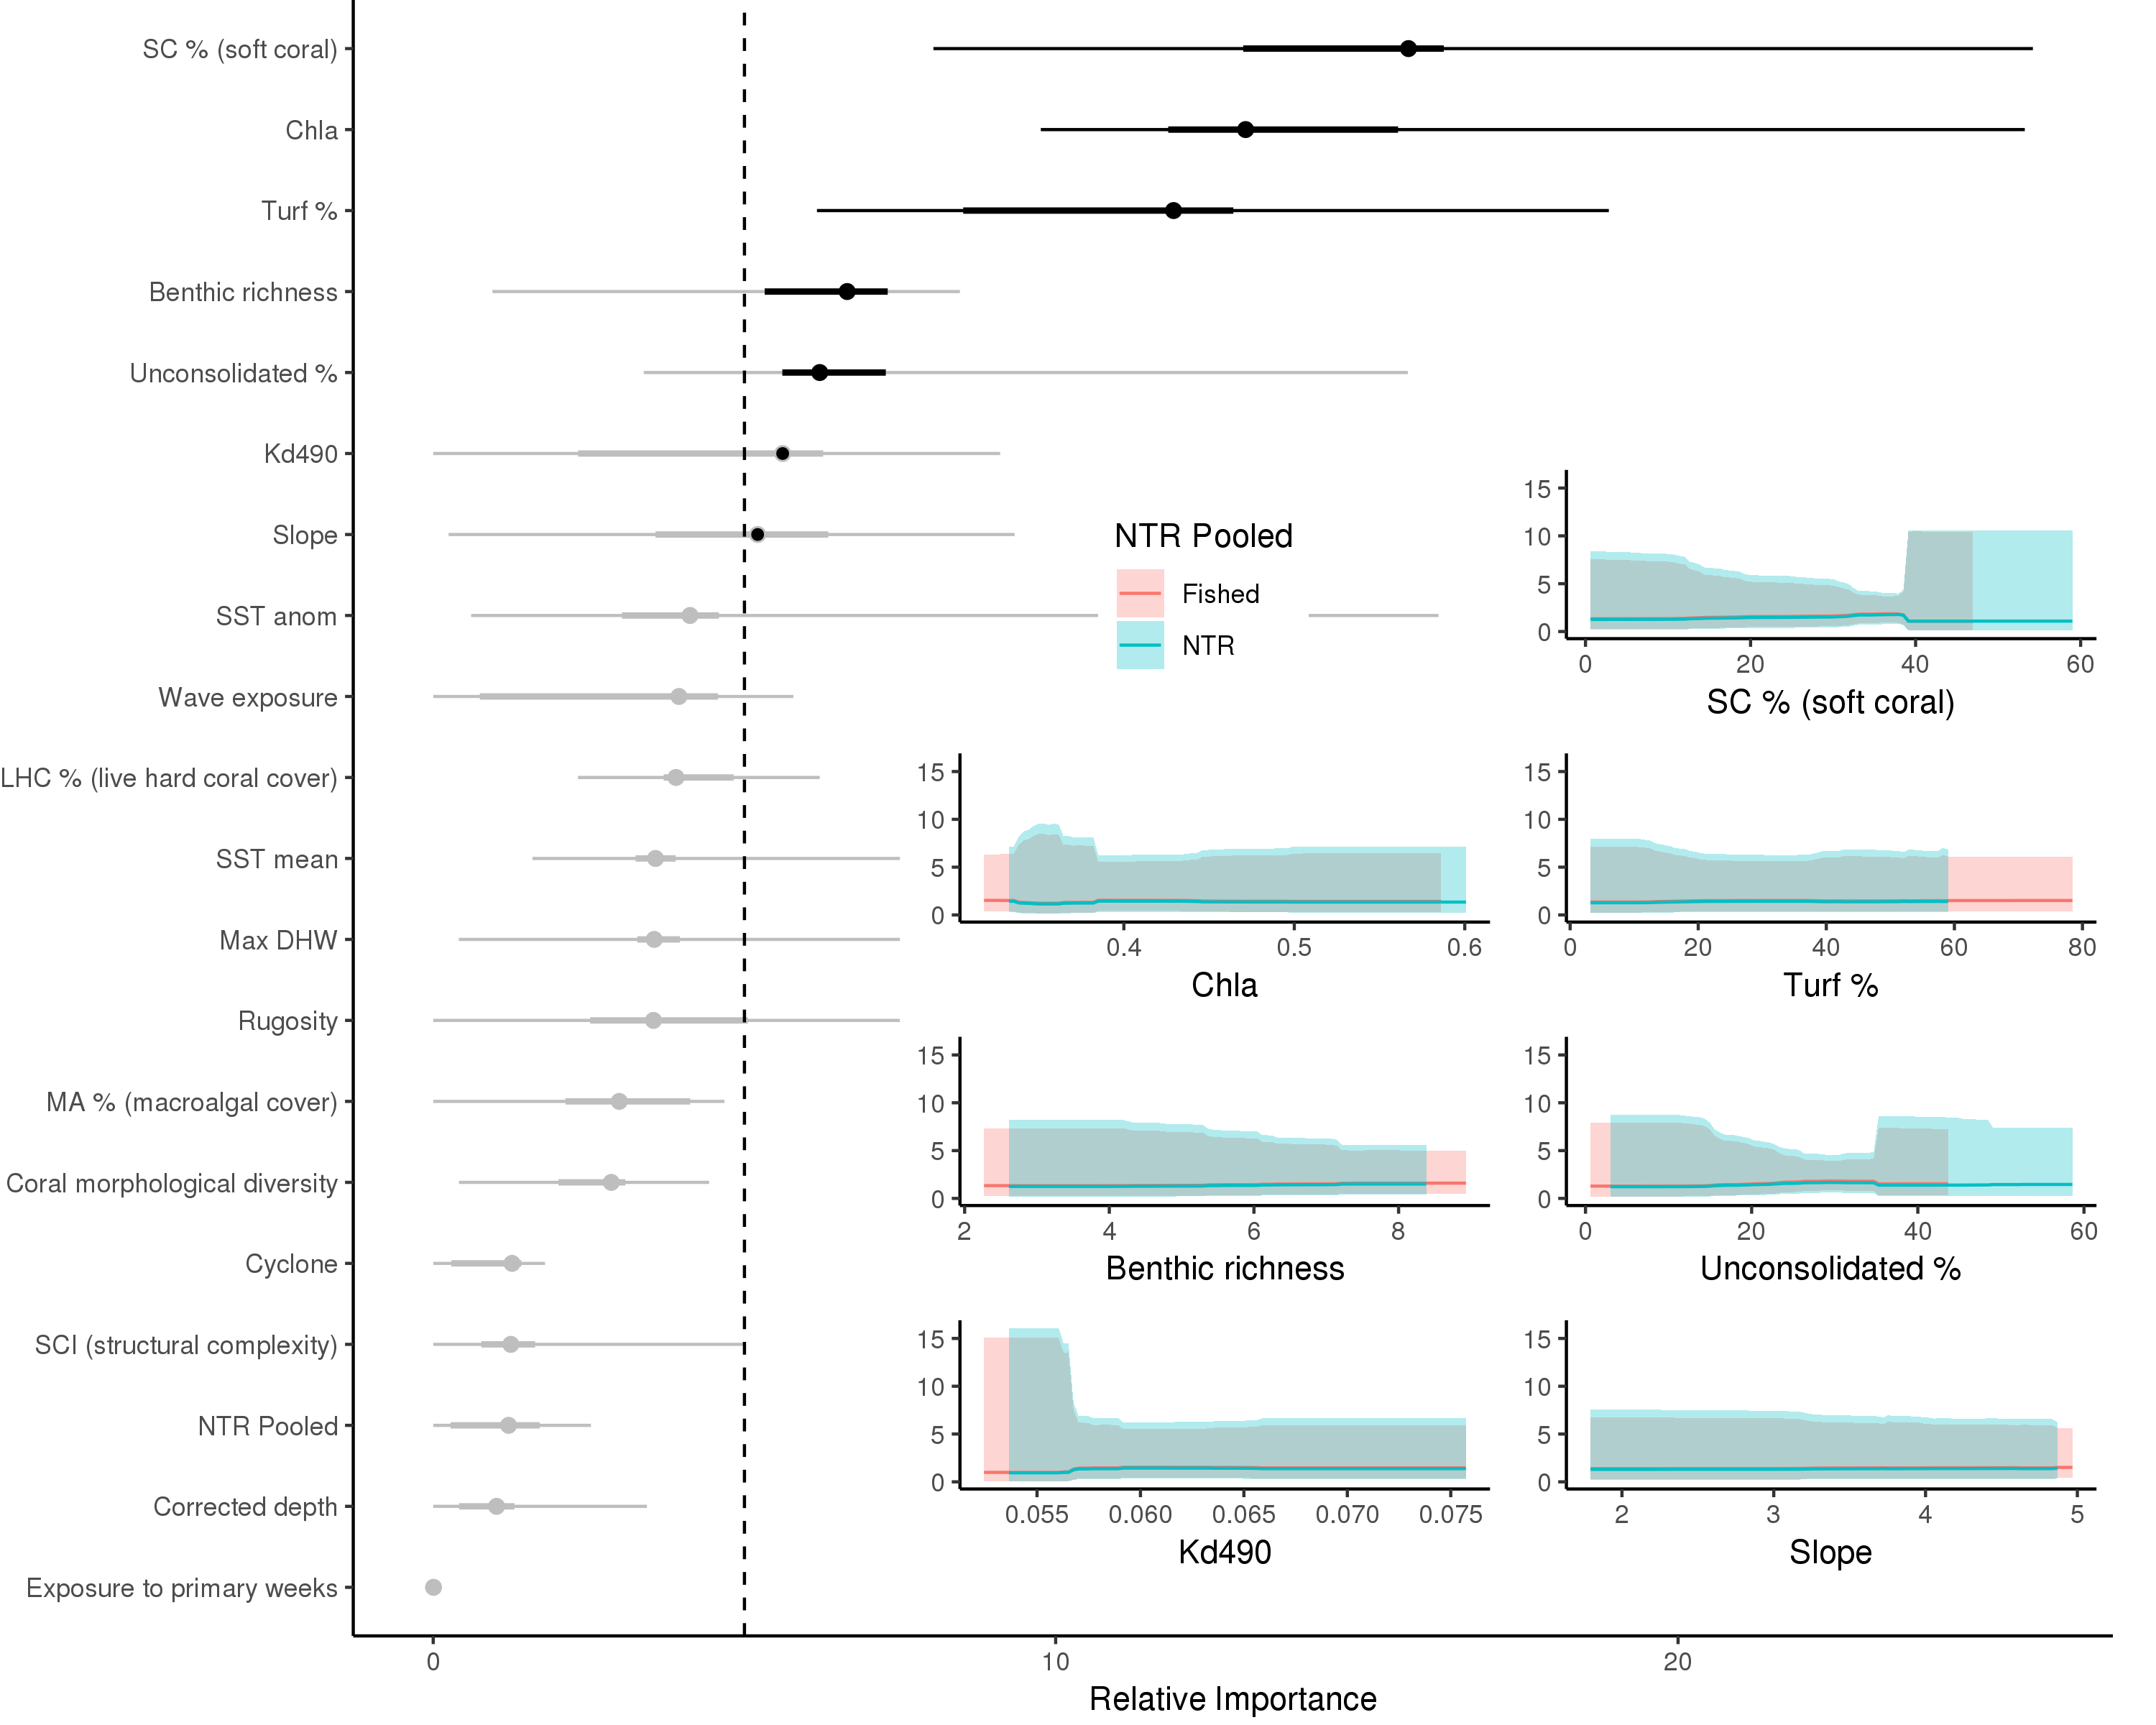 SC % (soft coral)
Chla
Turf %
Benthic richness
Unconsolidated %
Kd490
Slope
SST anom
Wave exposure
LHC % (live hard coral cover)
SST mean
Max DHW
Rugosity
MA % (macroalgal cover)
Coral morphological diversity
Cyclone
SCI (structural complexity)
NTR Pooled
Corrected depth
Exposure to primary weeks
0 10 20
Relative Importance
NTR Pooled
Fished
NTR
15
10
5
0
0 20 40 60
SC % (soft coral)
15
10
5
0
0.4 0.5 0.6
Chla
15
10
5
0
0 20 40 60 80
Turf %
15
10
5
0
2 4 6 8
Benthic richness
15
10
5
0
0 20 40 60
Unconsolidated %
15
10
5
0
0.055 0.060 0.065 0.070 0.075
Kd490
15
10
5
0
2 3 4 5
Slope